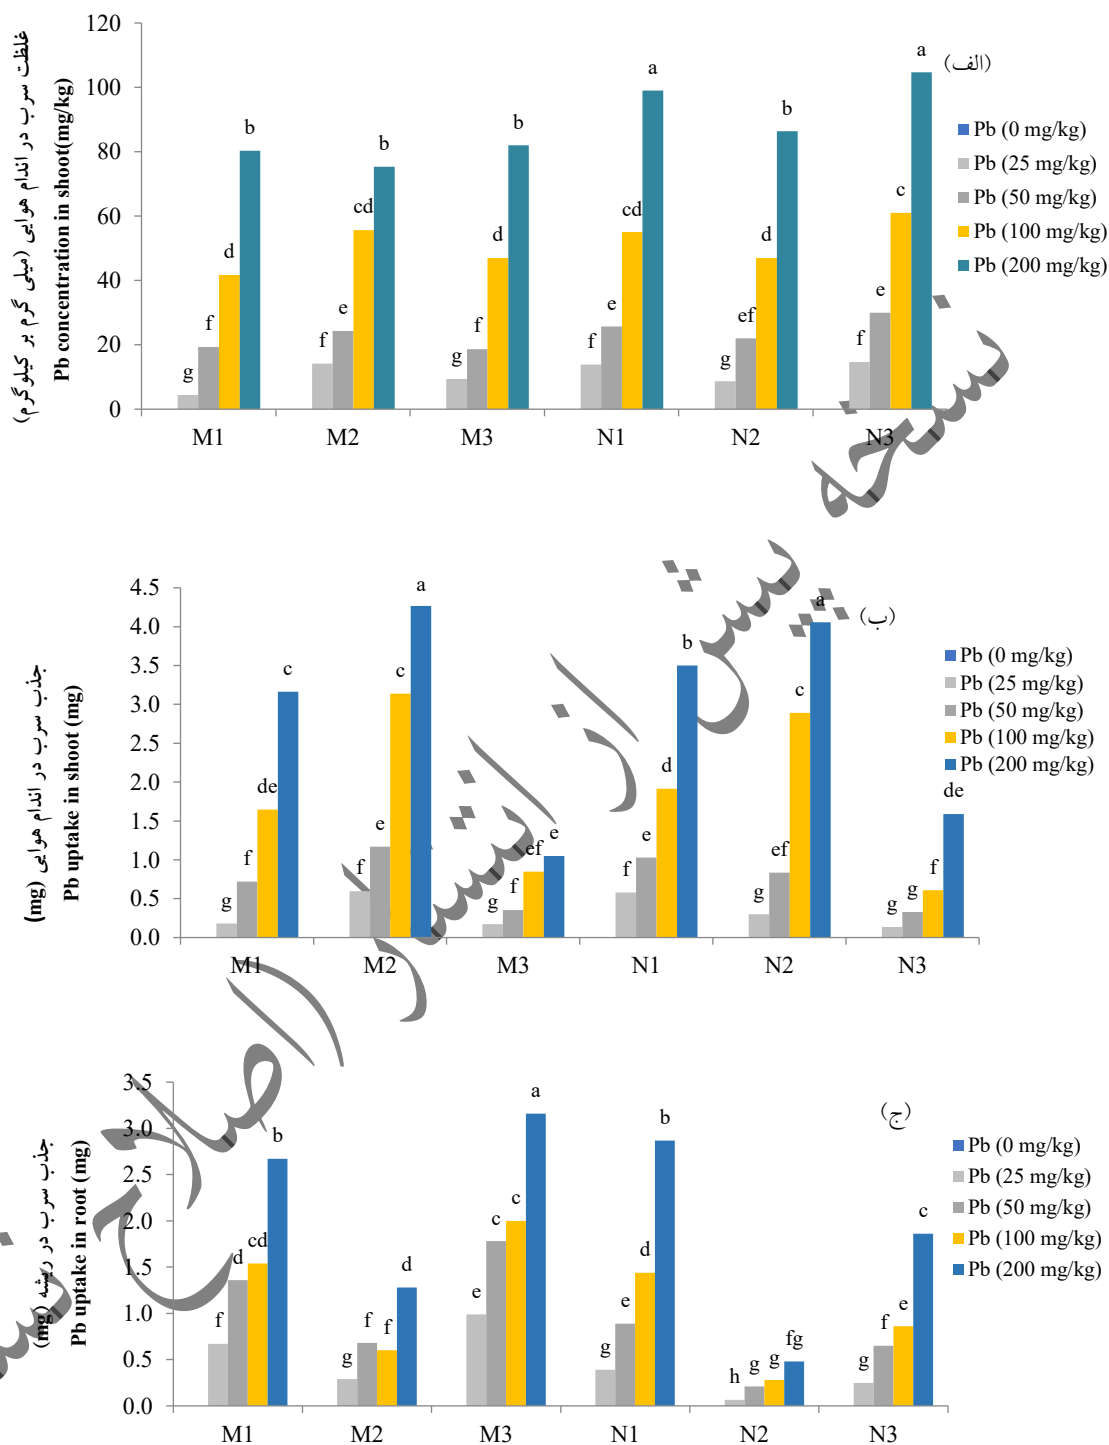 غلظت سرب در اندام هوایی (میلی گرم بر کیلوگرم)
Pb concentration in shoot(mg/kg)
120
100
80
60
40
20
0
(الف)
g f d b
f e cd b
g f d b
f e cd a
g ef d b
f e c a
M1 M2 M3 N1 N2 N3
Pb (0 mg/kg)
Pb (25 mg/kg)
Pb (50 mg/kg)
Pb (100 mg/kg)
Pb (200 mg/kg)
جذب سرب در اندام هوایی (mg)
Pb uptake in shoot (mg)
4.5
4.0
3.5
3.0
2.5
2.0
1.5
1.0
0.5
0.0
(ب)
g f de c
f e c a
g f ef e
f e d b
g ef c a
g g f de
M1 M2 M3 N1 N2 N3
Pb (0 mg/kg)
Pb (25 mg/kg)
Pb (50 mg/kg)
Pb (100 mg/kg)
Pb (200 mg/kg)
جذب سرب در ریشه (mg)
Pb uptake in root (mg)
3.5
3.0
2.5
2.0
1.5
1.0
0.5
0.0
(ج)
f d cd b
g f f d
e c c a
g e d b
h g g fg
g f e c
M1 M2 M3 N1 N2 N3
Pb (0 mg/kg)
Pb (25 mg/kg)
Pb (50 mg/kg)
Pb (100 mg/kg)
Pb (200 mg/kg)
نسخه پیش از انتشار (اصلاح